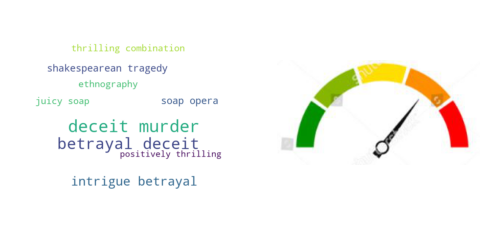 thrilling combination
shakespearean tragedy
ethnography
juicy soap
soap opera
deceit murder
betrayal deceit
positively thrilling
intrigue betrayal